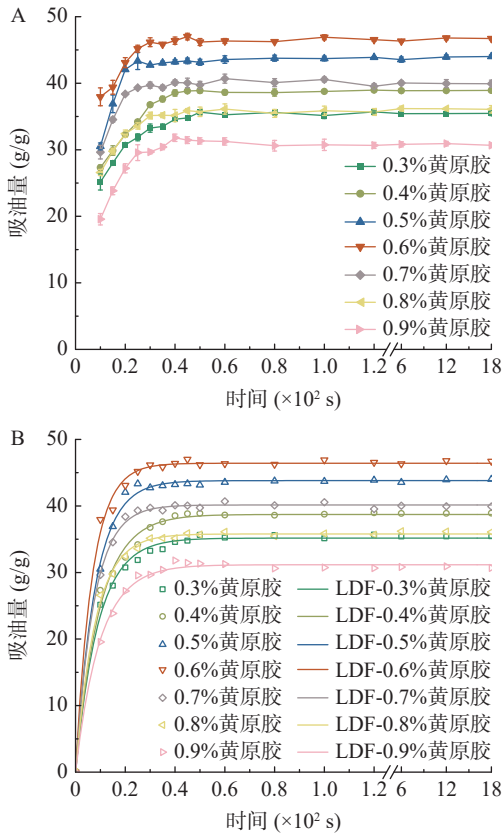 A
50
40
30
20
10
0
吸油量 (g/g)
0.3%黄原胶
0.4%黄原胶
0.5%黄原胶
0.6%黄原胶
0.7%黄原胶
0.8%黄原胶
0.9%黄原胶
0 0.2 0.4 0.6 0.8 1.0 1.2 6 12 18
时间 (×10² s)
B
50
40
30
20
10
0
吸油量 (g/g)
0.3%黄原胶 LDF-0.3%黄原胶
0.4%黄原胶 LDF-0.4%黄原胶
0.5%黄原胶 LDF-0.5%黄原胶
0.6%黄原胶 LDF-0.6%黄原胶
0.7%黄原胶 LDF-0.7%黄原胶
0.8%黄原胶 LDF-0.8%黄原胶
0.9%黄原胶 LDF-0.9%黄原胶
0 0.2 0.4 0.6 0.8 1.0 1.2 6 12 18
时间 (×10² s)